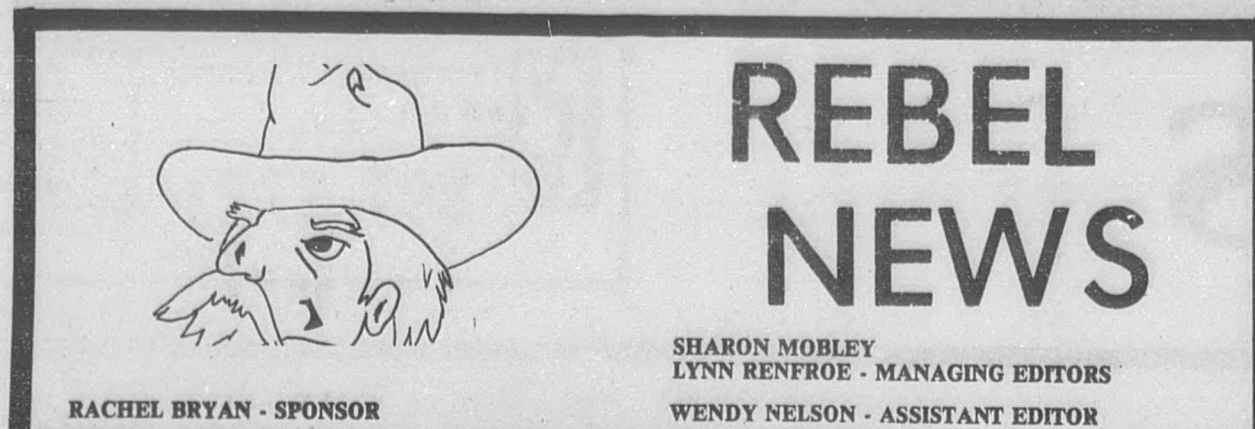 REBEL
NEWS
SHARON MOBLEY
LYNN RENFROE - MANAGING EDITORS
RACHEL BRYAN - SPONSOR
WENDY NELSON - ASSISTANT EDITOR